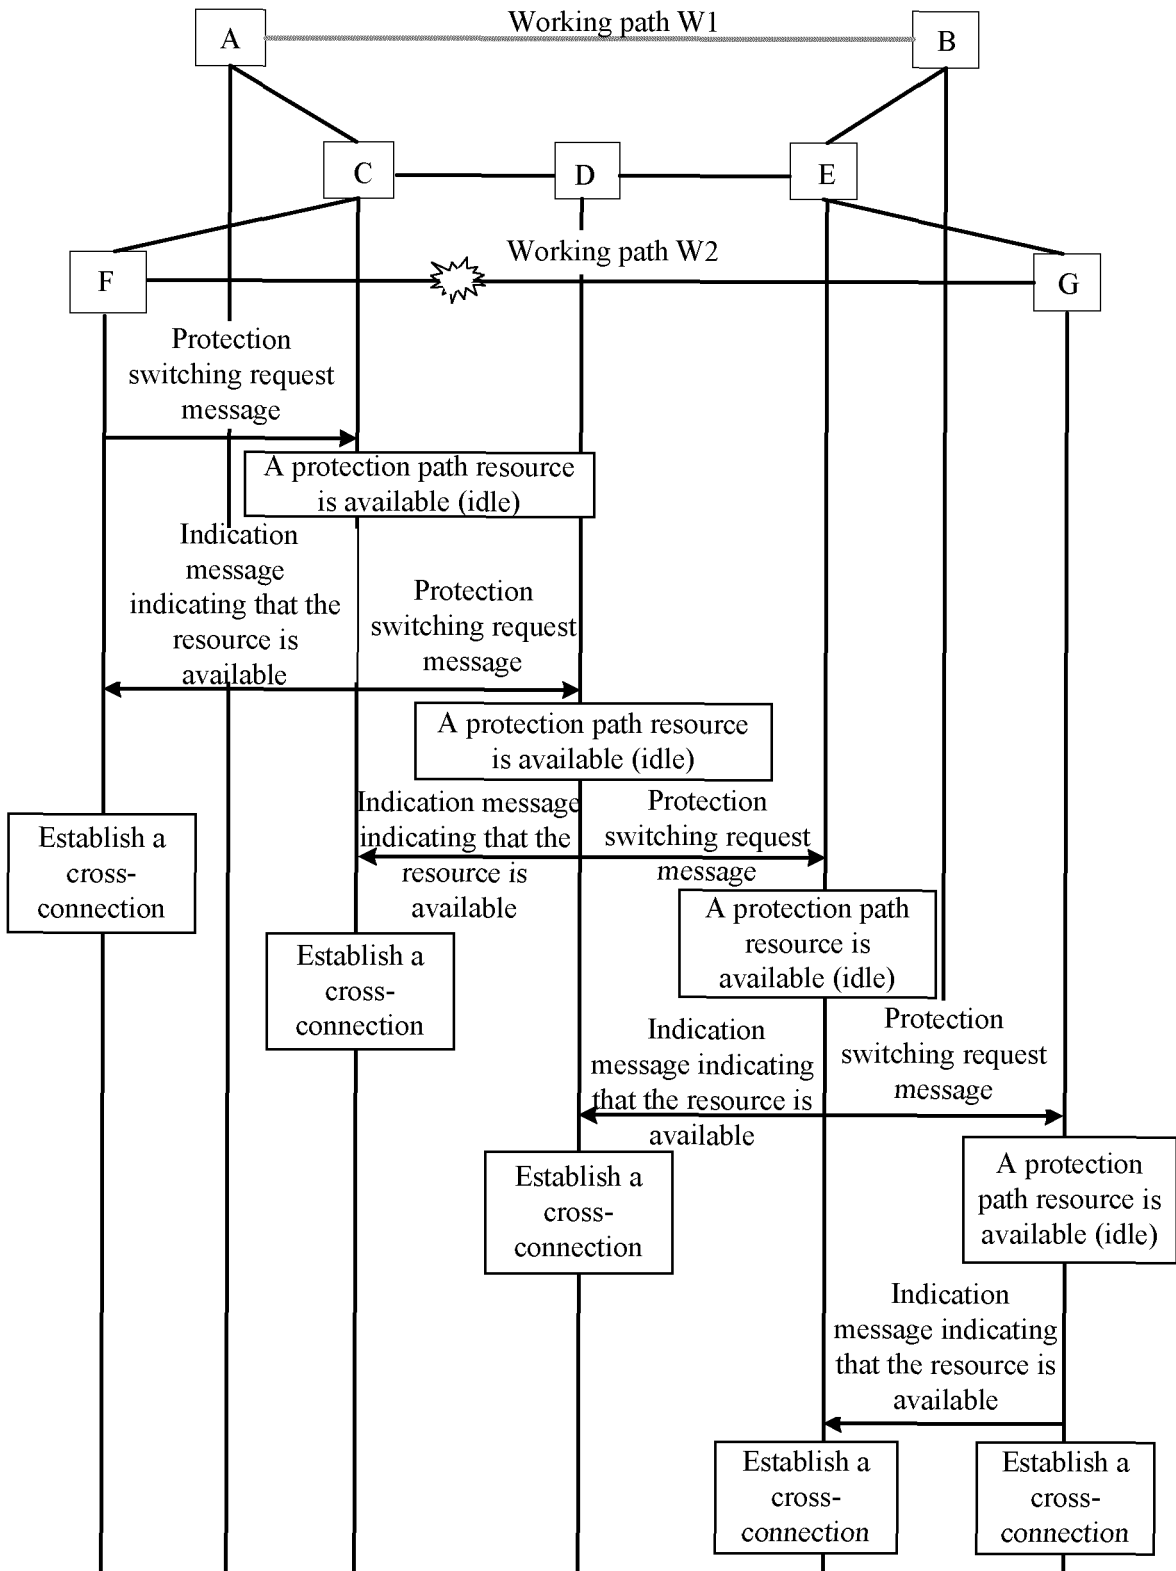 Working path W1
A
B
C
D
E
Working path W2
F
G
Protection
switching request
message
A protection path resource
is available (idle)
Indication
message
indicating that the
resource is
available
Protection
switching request
message
A protection path resource
is available (idle)
Indication message
indicating that the
resource is
available
Protection
switching request
message
Establish a
cross-
connection
A protection path
resource is
available (idle)
Establish a
cross-
connection
Indication
message indicating
that the resource is
available
Protection
switching request
message
Establish a
cross-
connection
A protection
path resource is
available (idle)
Indication
message indicating
that the resource is
available
Establish a
cross-
connection
Establish a
cross-
connection